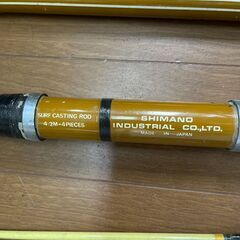 SURF CASTING ROD
4.2M-4PIECES
SHIMANO
INDUSTRIAL CO.,LTD.
MADE IN JAPAN